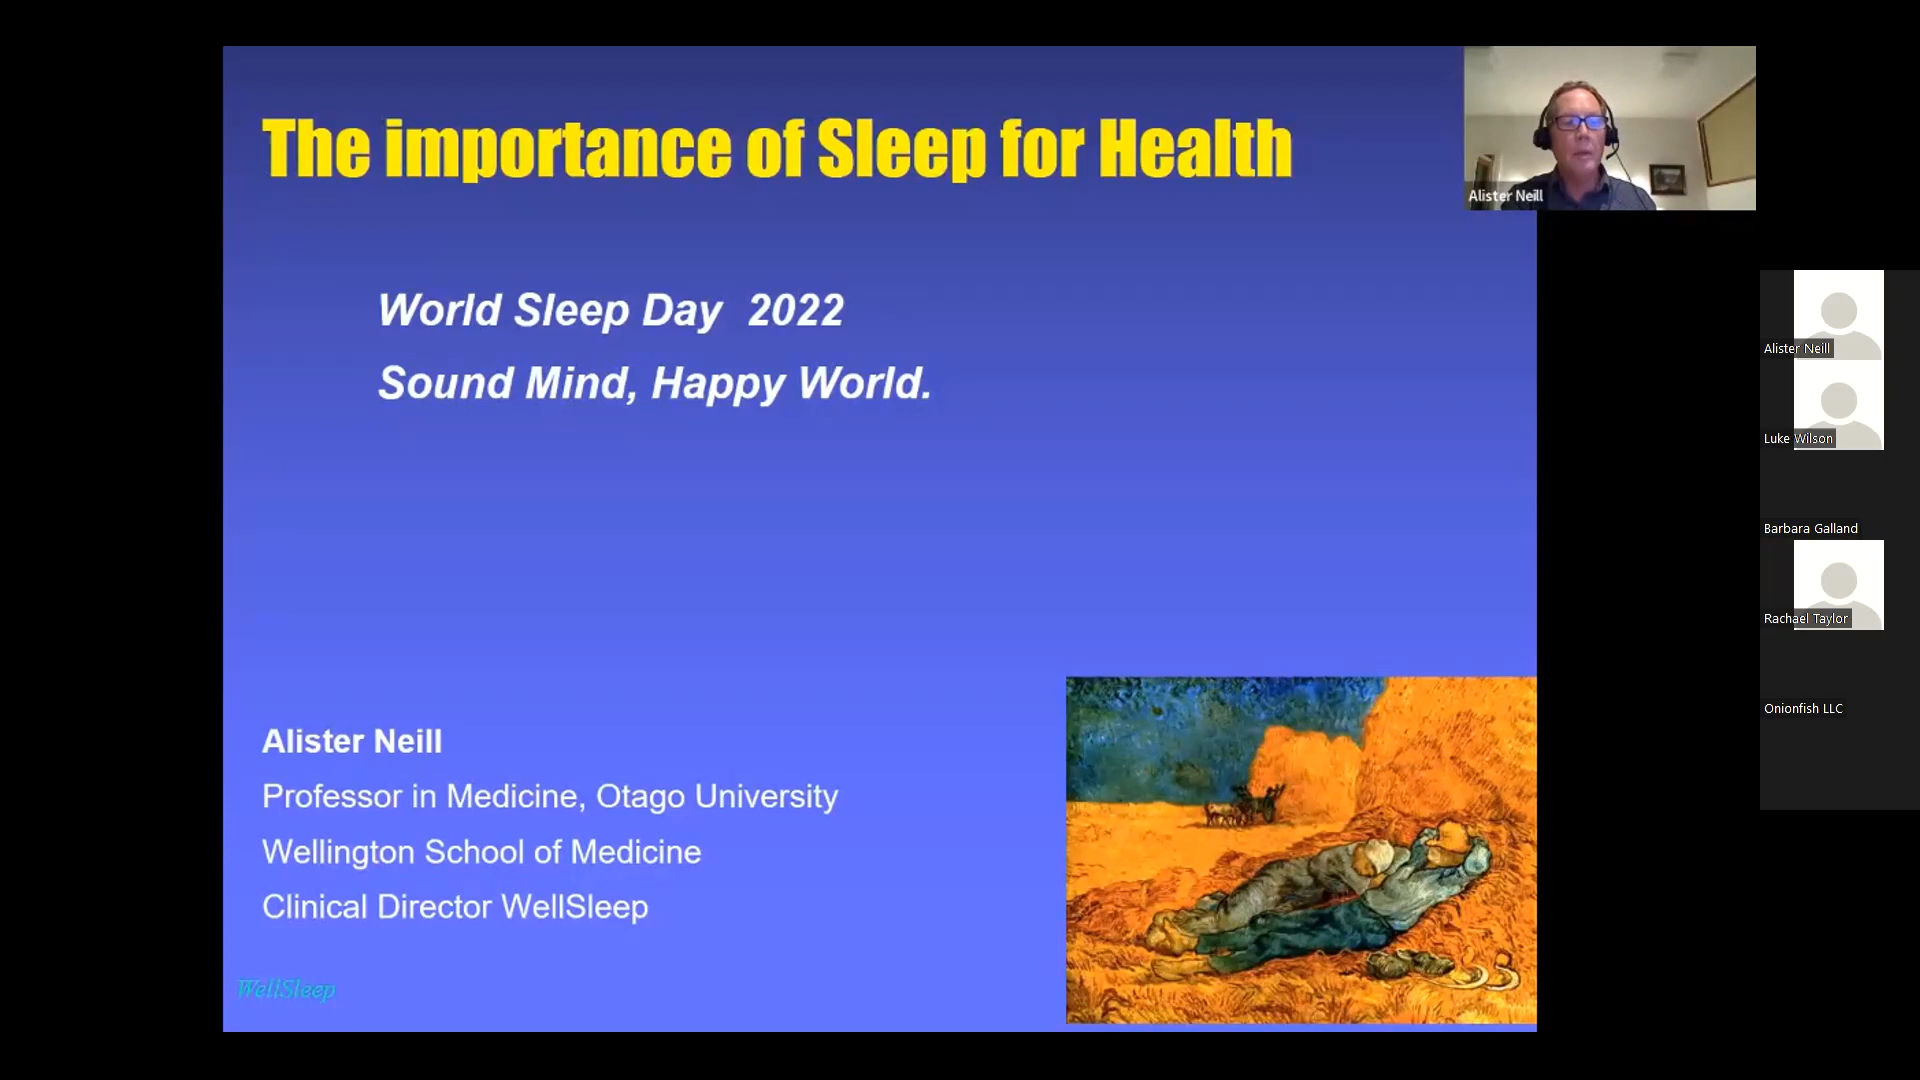 The importance of Sleep for Health
World Sleep Day 2022
Sound Mind, Happy World.
Alister Neill
Professor in Medicine, Otago University
Wellington School of Medicine
Clinical Director WellSleep
WellSleep
Alister Neill
Alister Neill
Luke Wilson
Barbara Galland
Rachael Taylor
Onionfish LLC